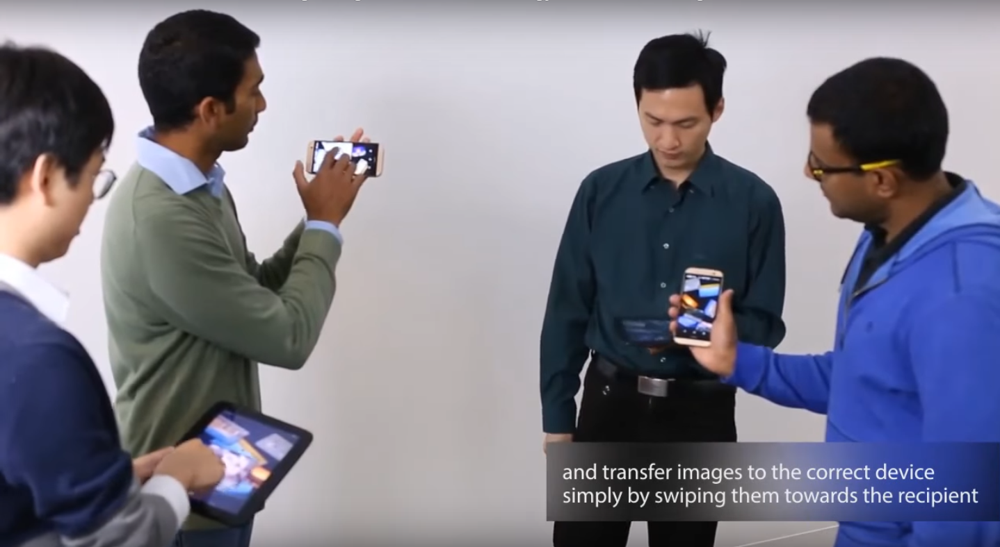 and transfer images to the correct device
simply by swiping them towards the recipient